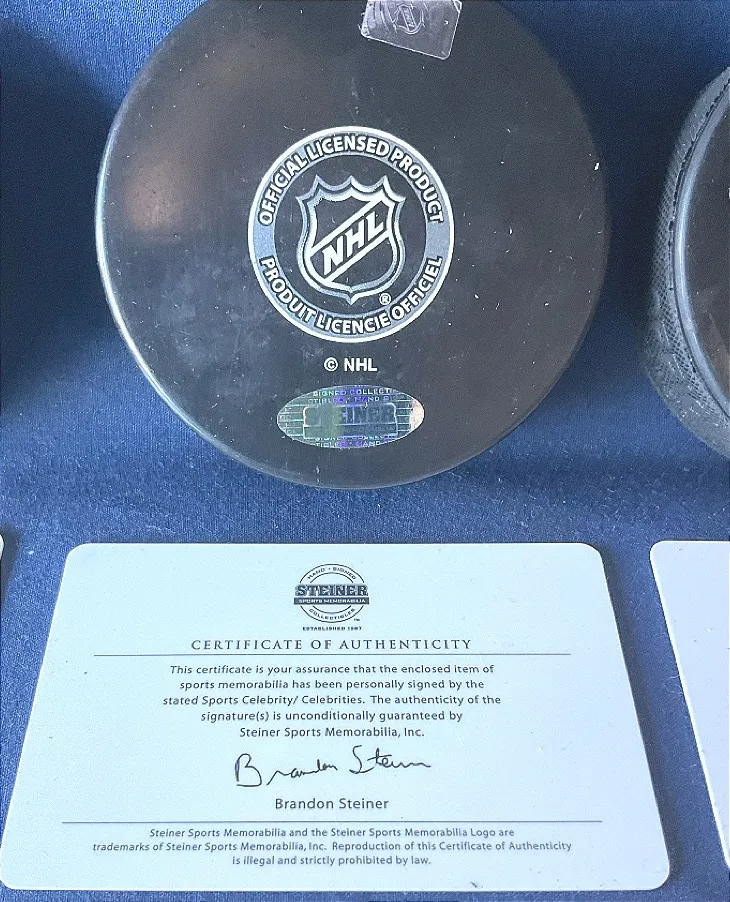 OFFICIAL LICENSED PRODUCT
NHL
®
PRODUIT LICENCIE OFFICIEL
© NHL
STEINER
HAND • SIGNED
STEINER
SPORTS MEMORABILIA
COLLECTIBLES
™
ESTABLISHED 1987
CERTIFICATE OF AUTHENTICITY
This certificate is your assurance that the enclosed item of
sports memorabilia has been personally signed by the
stated Sports Celebrity/ Celebrities. The authenticity of the
signature(s) is unconditionally guaranteed by
Steiner Sports Memorabilia, Inc.
Brandon Steiner
Brandon Steiner
Steiner Sports Memorabilia and the Steiner Sports Memorabilia Logo are
trademarks of Steiner Sports Memorabilia, Inc. Reproduction of this Certificate of Authenticity
is illegal and strictly prohibited by law.